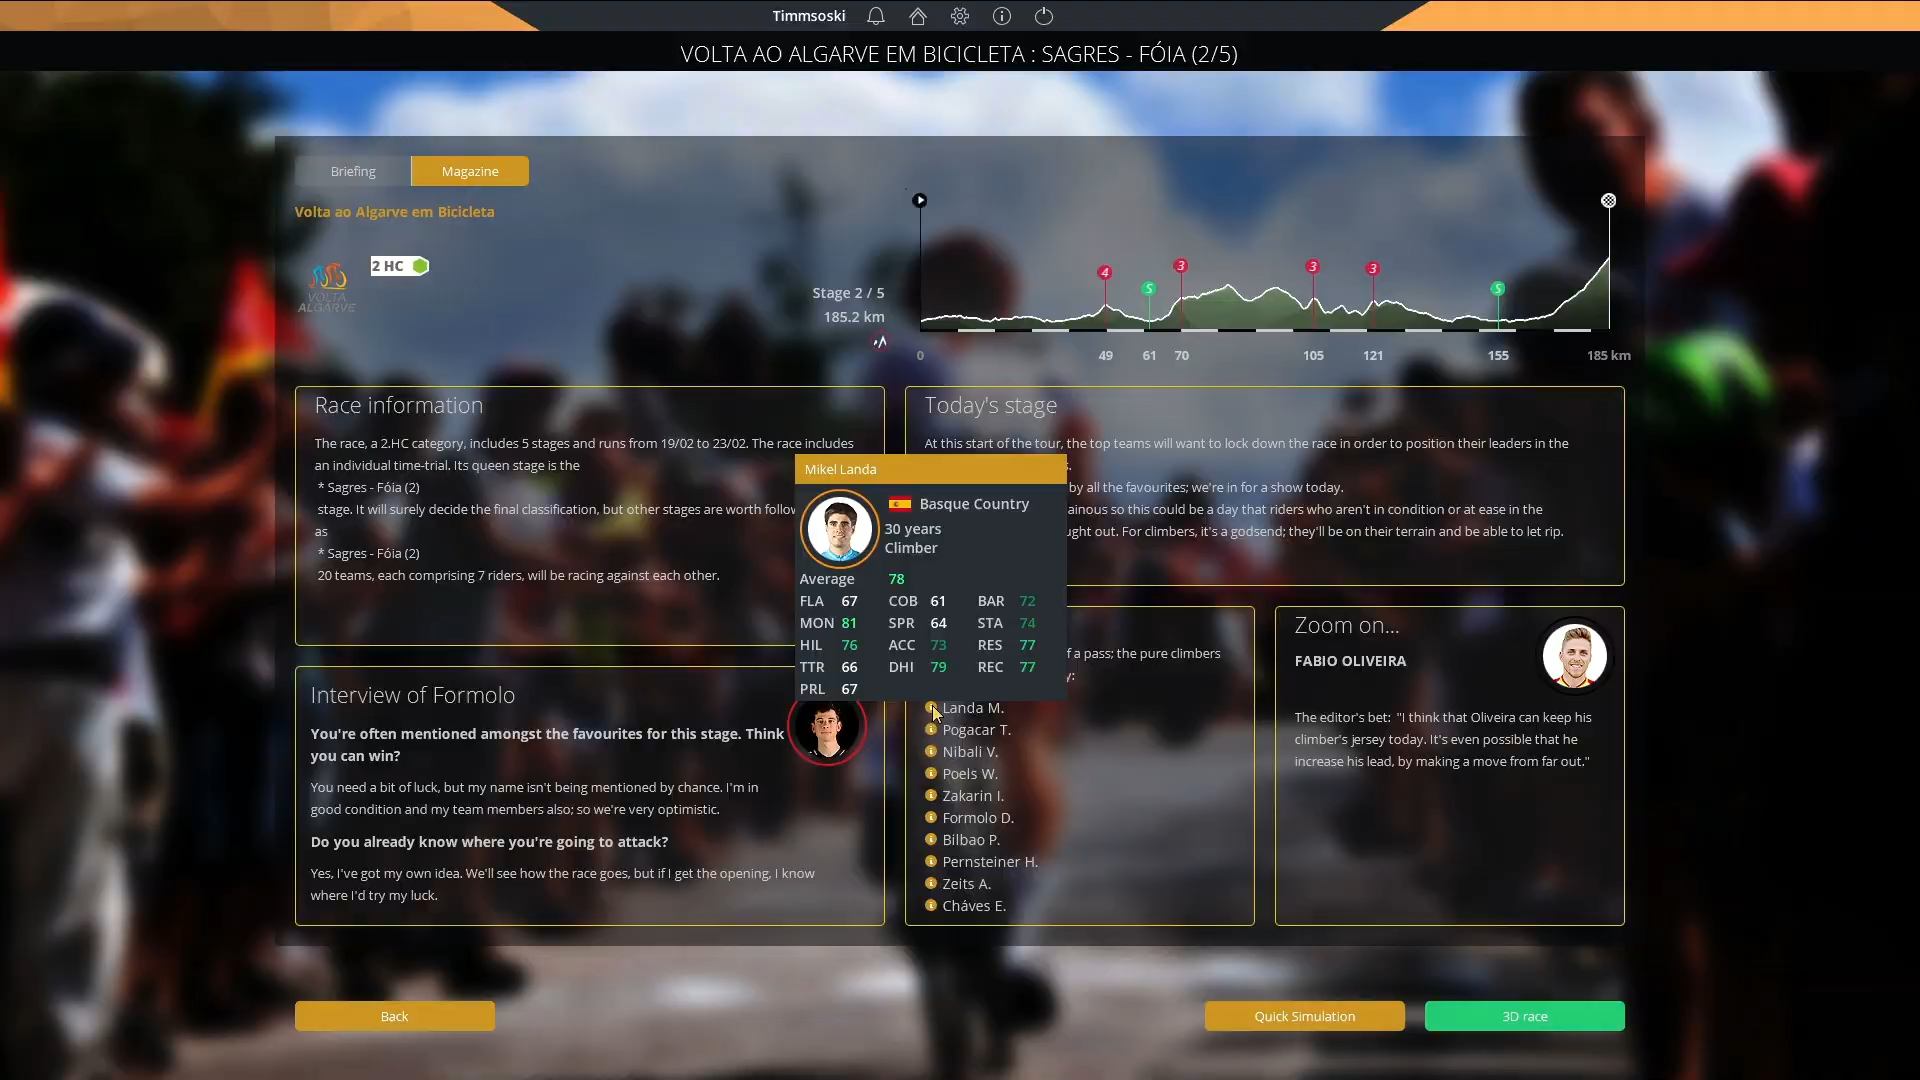 Timmsoski
VOLTA AO ALGARVE EM BICICLETA : SAGRES - FÓIA (2/5)
Briefing
Magazine
Volta ao Algarve em Bicicleta
2 HC
VOLTA
ALGARVE
Stage 2 / 5
185.2 km
4
S
3
3
3
S
0
49
61
70
105
121
155
185 km
Race information
The race, a 2.HC category, includes 5 stages and runs from 19/02 to 23/02. The race includes
an individual time-trial. Its queen stage is the
* Sagres - Fóia (2)
stage. It will surely decide the final classification, but other stages are worth follow
as
* Sagres - Fóia (2)
20 teams, each comprising 7 riders, will be racing against each other.
Today's stage
At this start of the tour, the top teams will want to lock down the race in order to position their leaders in the
by all the favourites; we're in for a show today.
ainous so this could be a day that riders who aren't in condition or at ease in the
ught out. For climbers, it's a godsend; they'll be on their terrain and be able to let rip.
Mikel Landa
Basque Country
30 years
Climber
Average 78
FLA 67 COB 61 BAR 72
MON 81 SPR 64 STA 74
HIL 76 ACC 73 RES 77
TTR 66 DHI 79 REC 77
PRL 67
Interview of Formolo
You're often mentioned amongst the favourites for this stage. Think
you can win?
You need a bit of luck, but my name isn't being mentioned by chance. I'm in
good condition and my team members also; so we're very optimistic.
Do you already know where you're going to attack?
Yes, I've got my own idea. We'll see how the race goes, but if I get the opening, I know
where I'd try my luck.
f a pass; the pure climbers
y:
Landa M.
Pogacar T.
Nibali V.
Poels W.
Zakarin I.
Formolo D.
Bilbao P.
Pernsteiner H.
Zeits A.
Cháves E.
Zoom on...
FABIO OLIVEIRA
The editor's bet: "I think that Oliveira can keep his
climber's jersey today. It's even possible that he
increase his lead, by making a move from far out."
Back
Quick Simulation
3D race